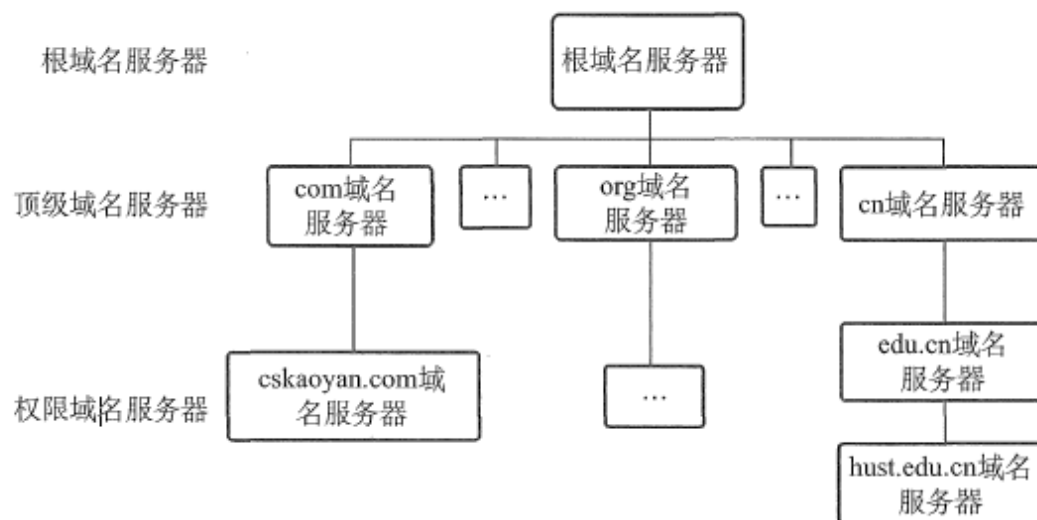 根域名服务器
根域名服务器
顶级域名服务器
com域名
服务器
…
org域名
服务器
…
cn域名服务器
权限域名服务器
cskaoyan.com域
名服务器
…
edu.cn域名
服务器
hust.edu.cn域名
服务器